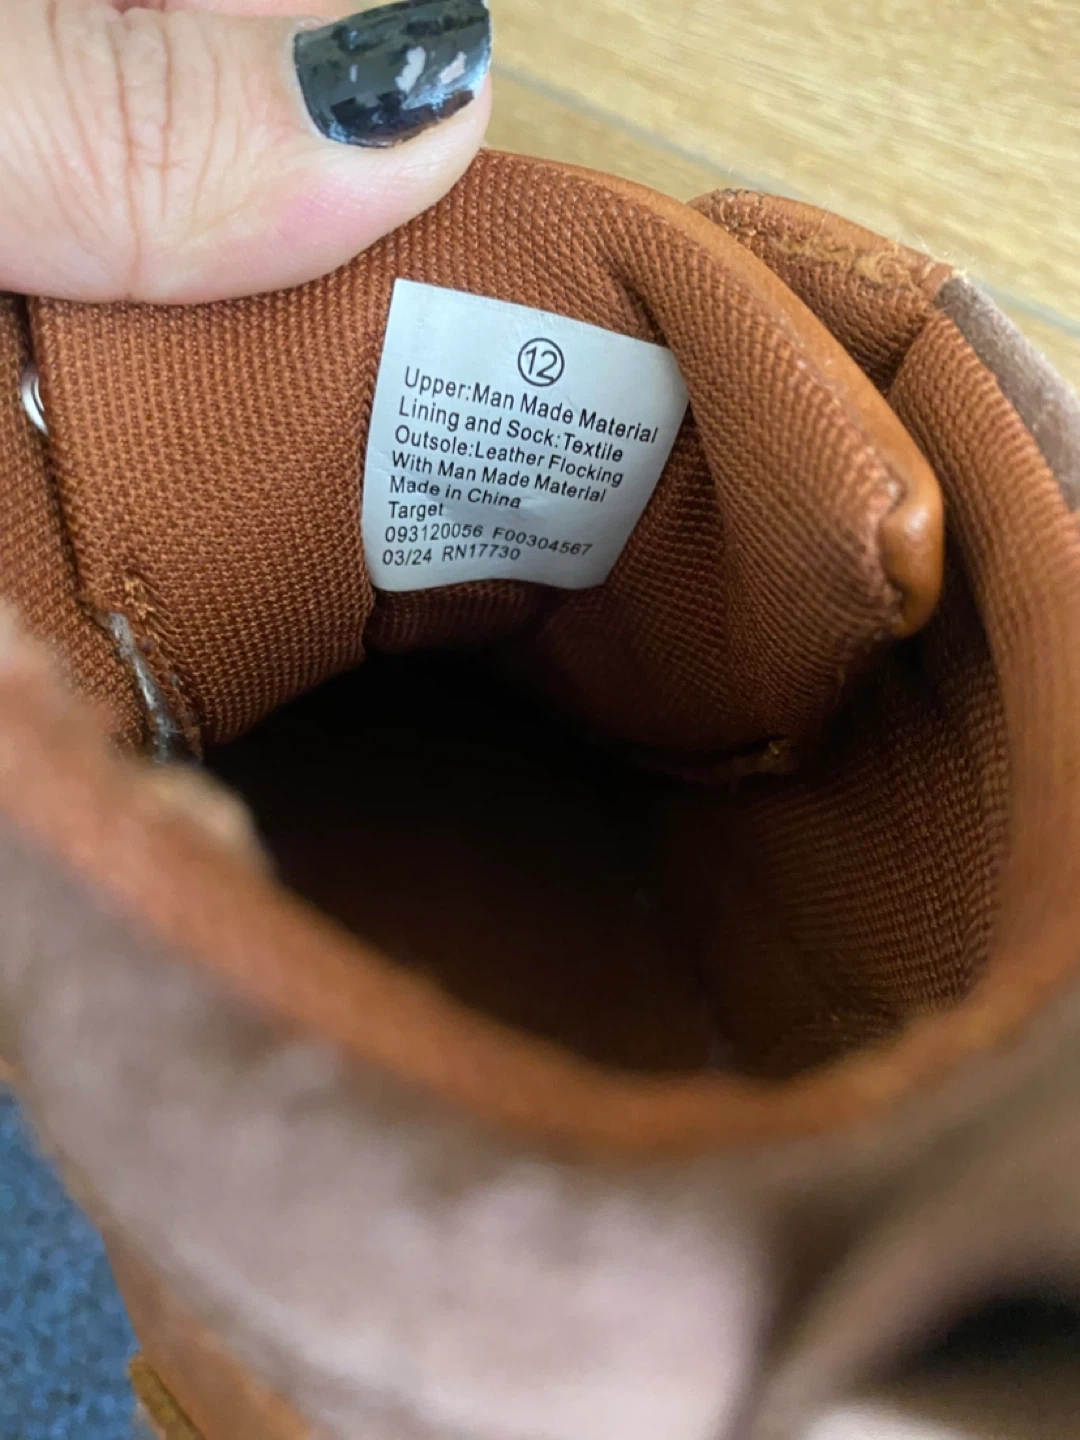 12
Upper:Man Made Material
Lining and Sock:Textile
Outsole:Leather Flocking
With Man Made Material
Made in China
Target
093120056 F00304567
03/24 RN17730